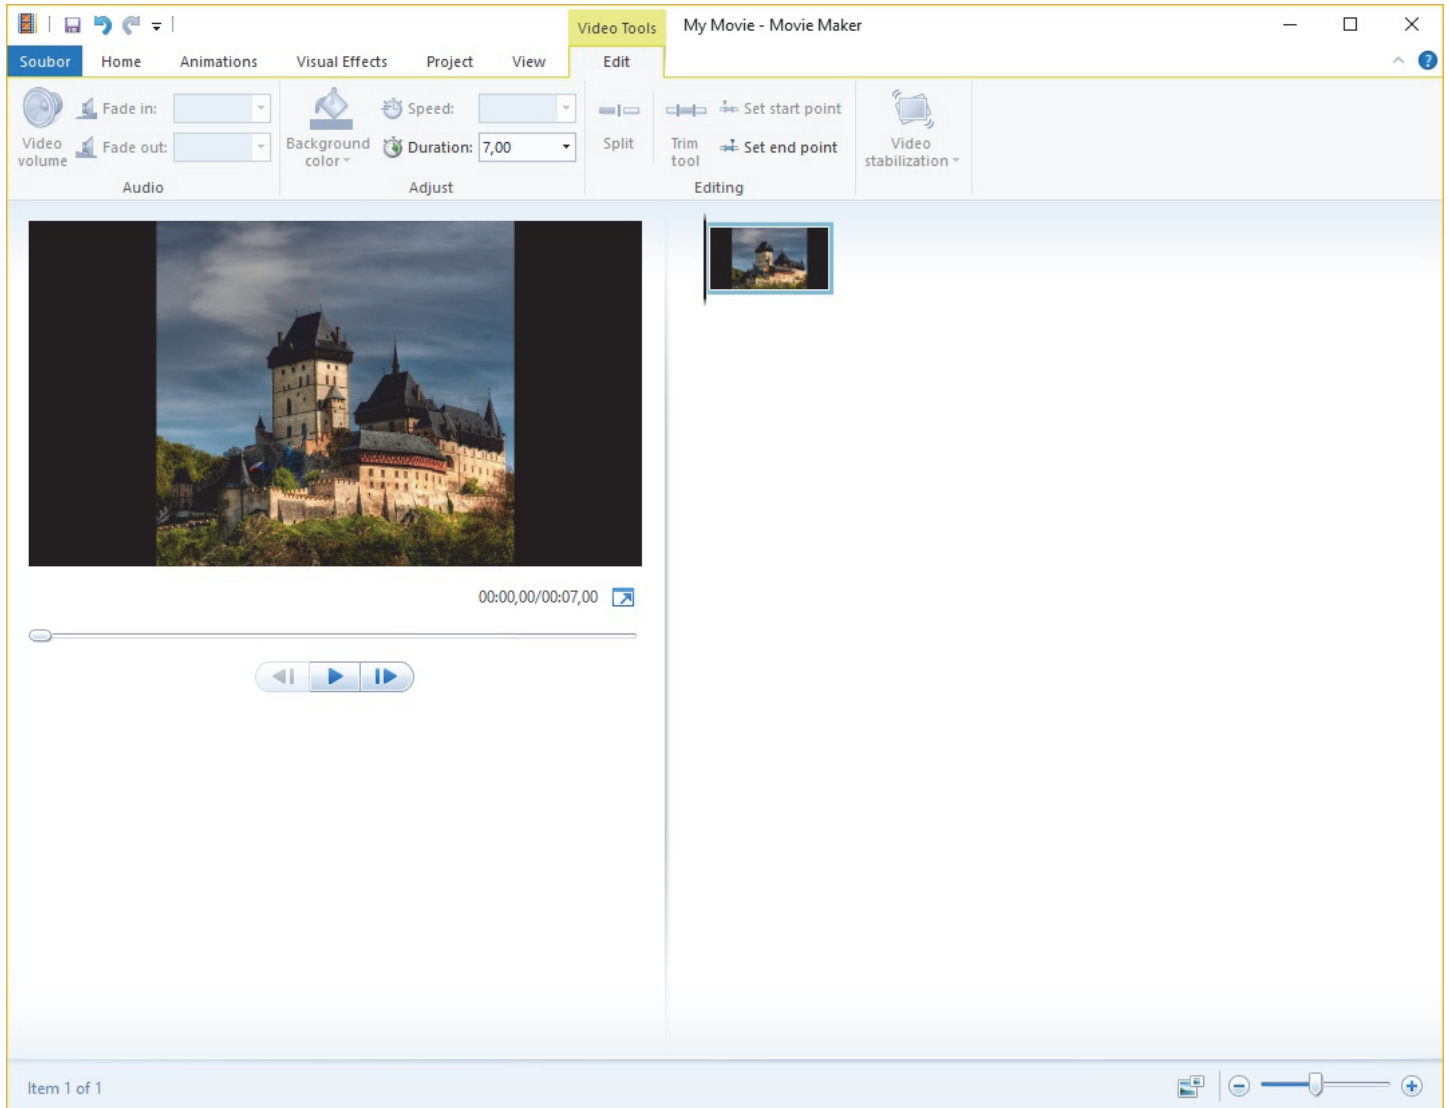 Video Tools
My Movie - Movie Maker
Soubor
Home
Animations
Visual Effects
Project
View
Edit
Video volume
Fade in:
Fade out:
Audio
Background color
Speed:
Duration: 7,00
Adjust
Split
Trim tool
Set start point
Set end point
Editing
Video stabilization
00:00,00/00:07,00
Item 1 of 1